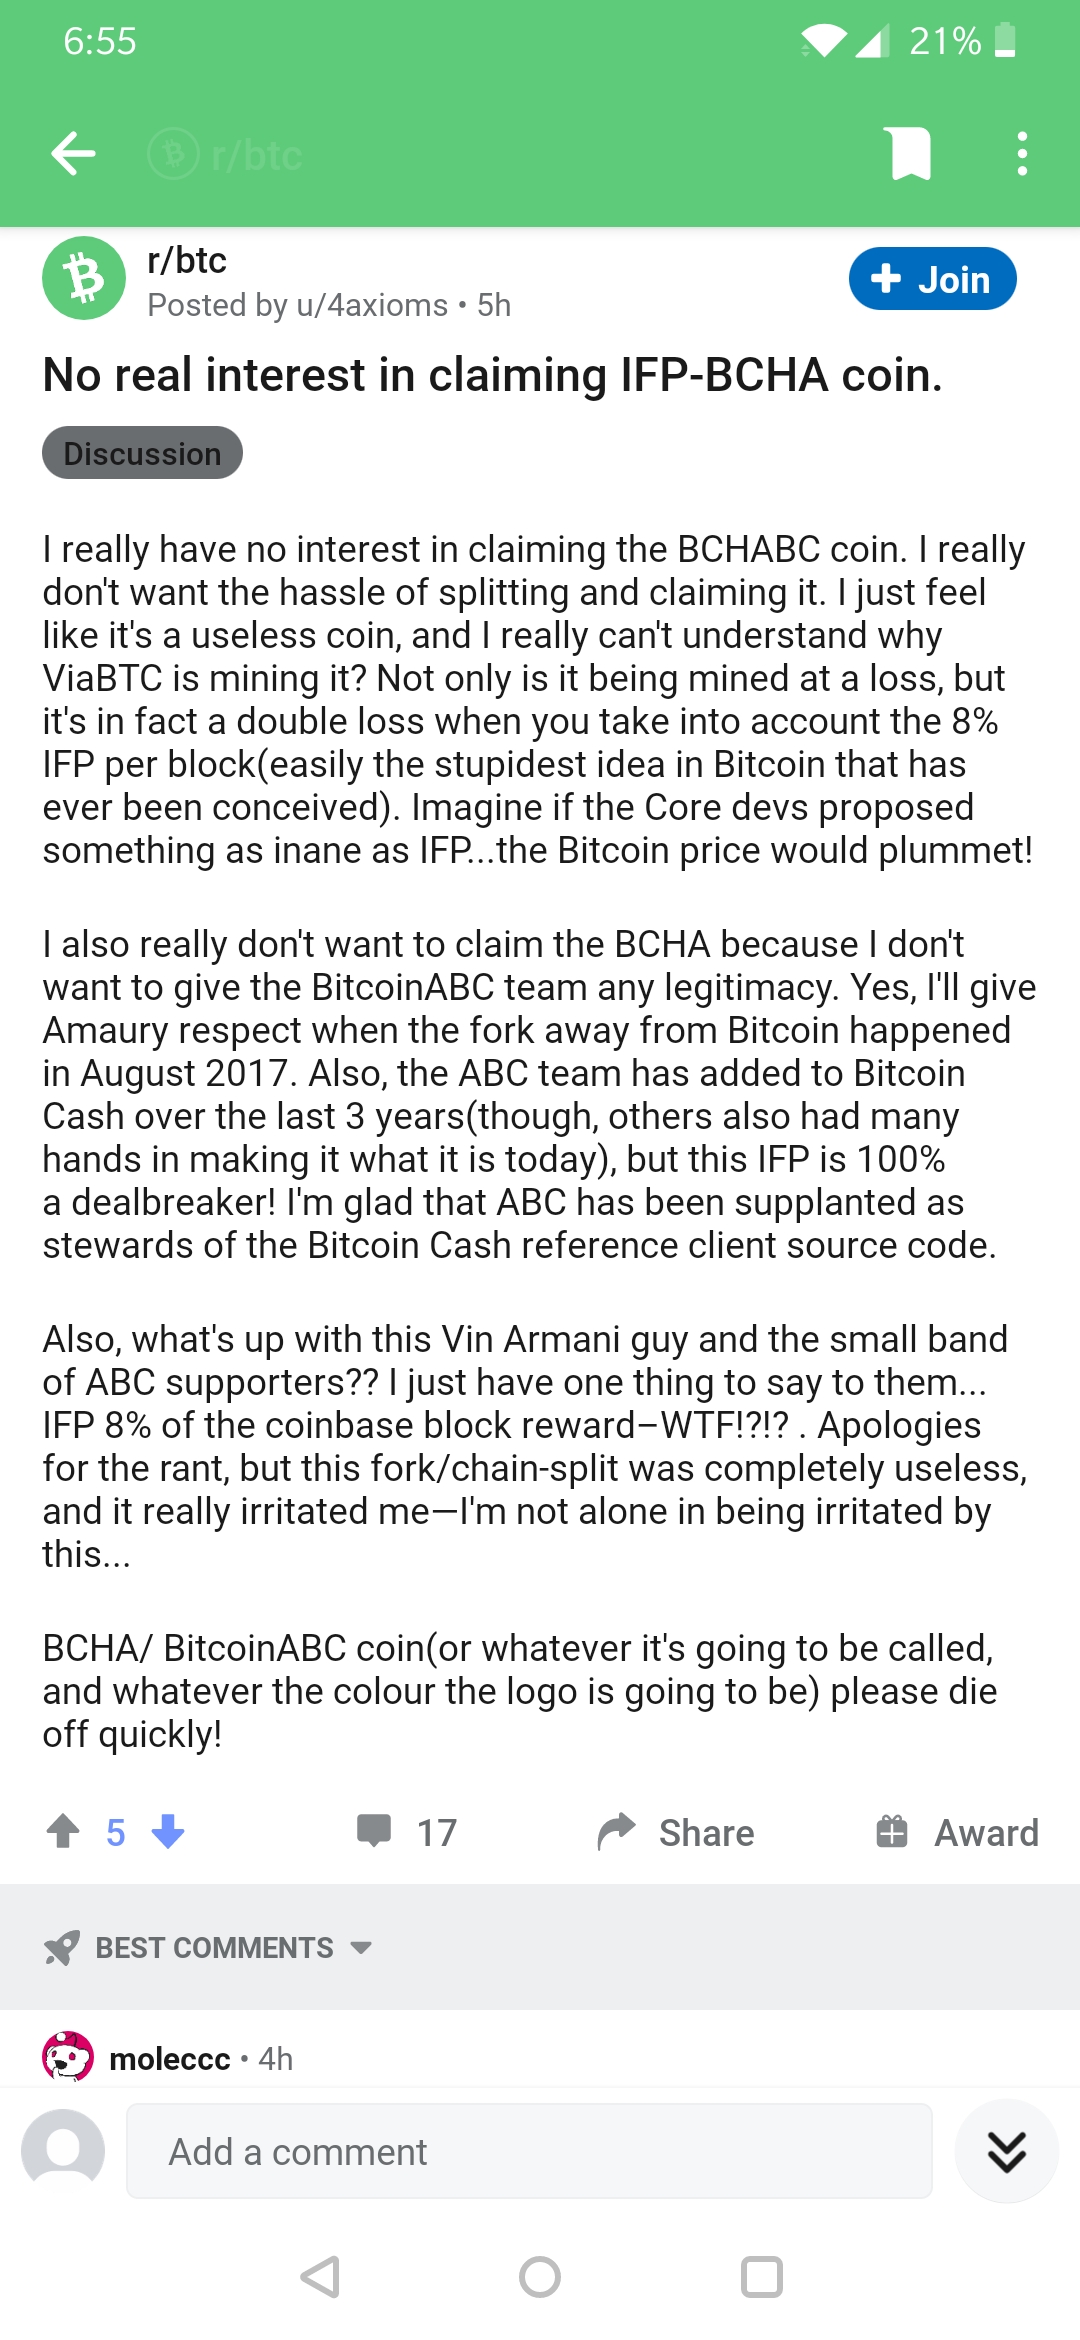 6:55
21%
r/btc
r/btc
Posted by u/4axioms • 5h
Join
No real interest in claiming IFP-BCHA coin.
Discussion
I really have no interest in claiming the BCHABC coin. I really
don't want the hassle of splitting and claiming it. I just feel
like it's a useless coin, and I really can't understand why
ViaBTC is mining it? Not only is it being mined at a loss, but
it's in fact a double loss when you take into account the 8%
IFP per block(easily the stupidest idea in Bitcoin that has
ever been conceived). Imagine if the Core devs proposed
something as inane as IFP...the Bitcoin price would plummet!
I also really don't want to claim the BCHA because I don't
want to give the BitcoinABC team any legitimacy. Yes, I'll give
Amaury respect when the fork away from Bitcoin happened
in August 2017. Also, the ABC team has added to Bitcoin
Cash over the last 3 years(though, others also had many
hands in making it what it is today), but this IFP is 100%
a dealbreaker! I'm glad that ABC has been supplanted as
stewards of the Bitcoin Cash reference client source code.
Also, what's up with this Vin Armani guy and the small band
of ABC supporters?? I just have one thing to say to them...
IFP 8% of the coinbase block reward–WTF!?!? . Apologies
for the rant, but this fork/chain-split was completely useless,
and it really irritated me—I'm not alone in being irritated by
this...
BCHA/ BitcoinABC coin(or whatever it's going to be called,
and whatever the colour the logo is going to be) please die
off quickly!
5
17
Share
Award
BEST COMMENTS
moleccc • 4h
Add a comment